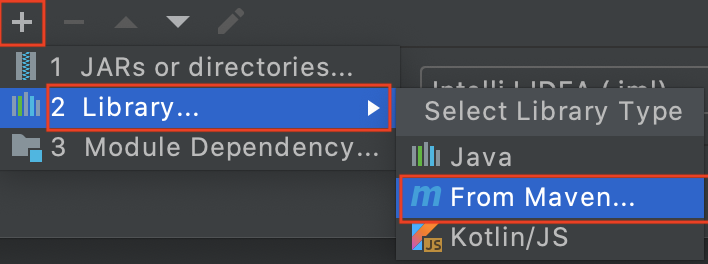 1 JARs or directories...
IntelliJ IDEA (.iml)
2 Library...
Select Library Type
3 Module Dependency...
Java
From Maven...
Kotlin/JS